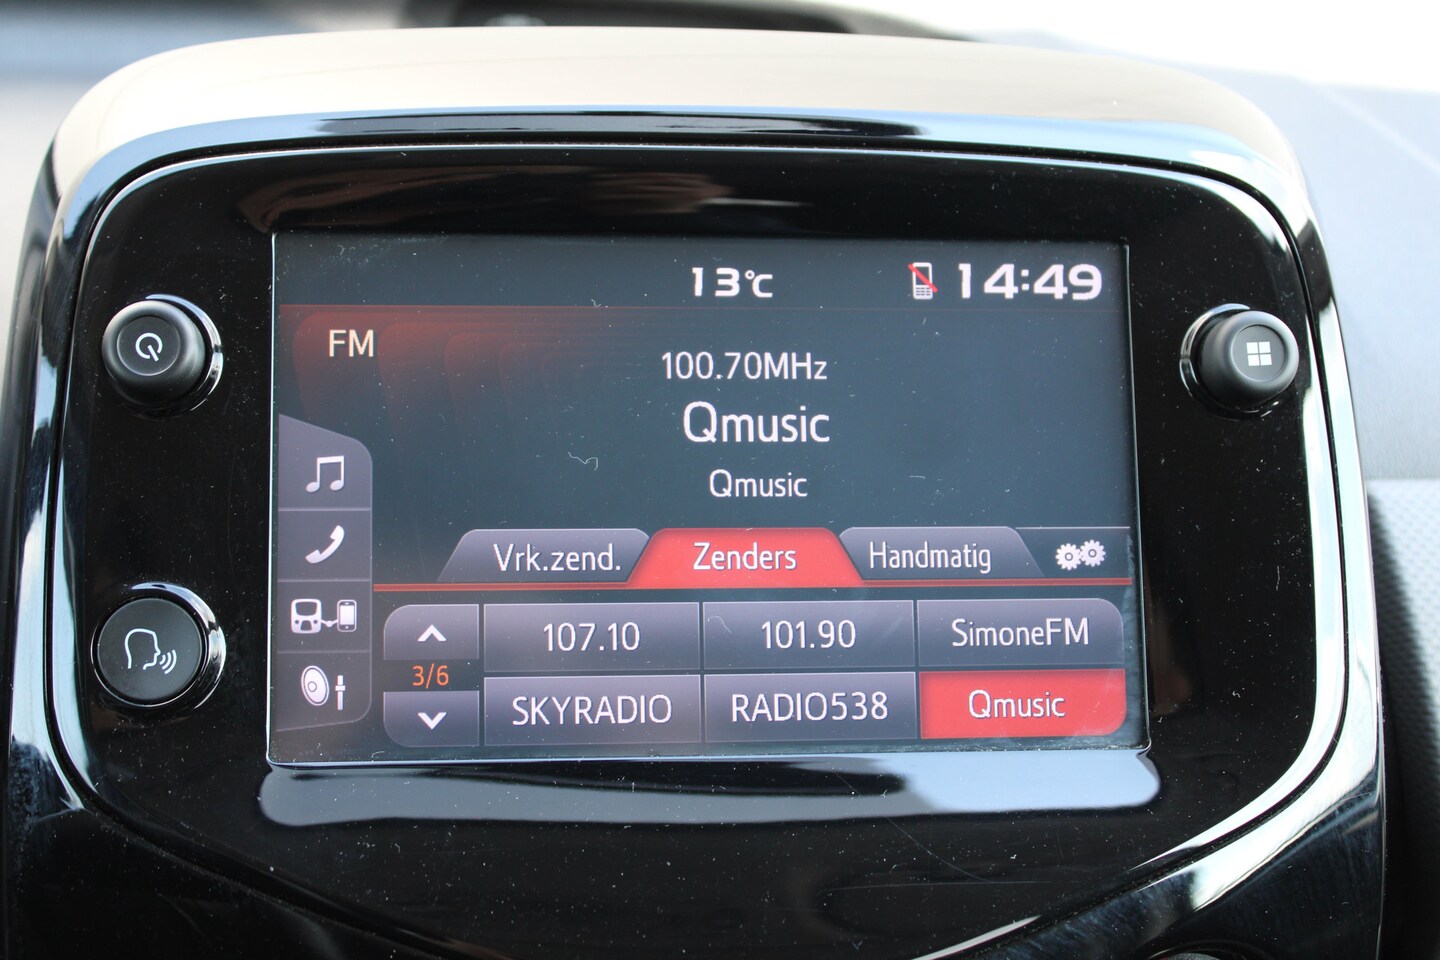 13°C 14:49
FM
100.70MHz
Qmusic
Qmusic
Vrk.zend. Zenders Handmatig
107.10 101.90 SimoneFM
3/6
SKYRADIO RADIO538 Qmusic